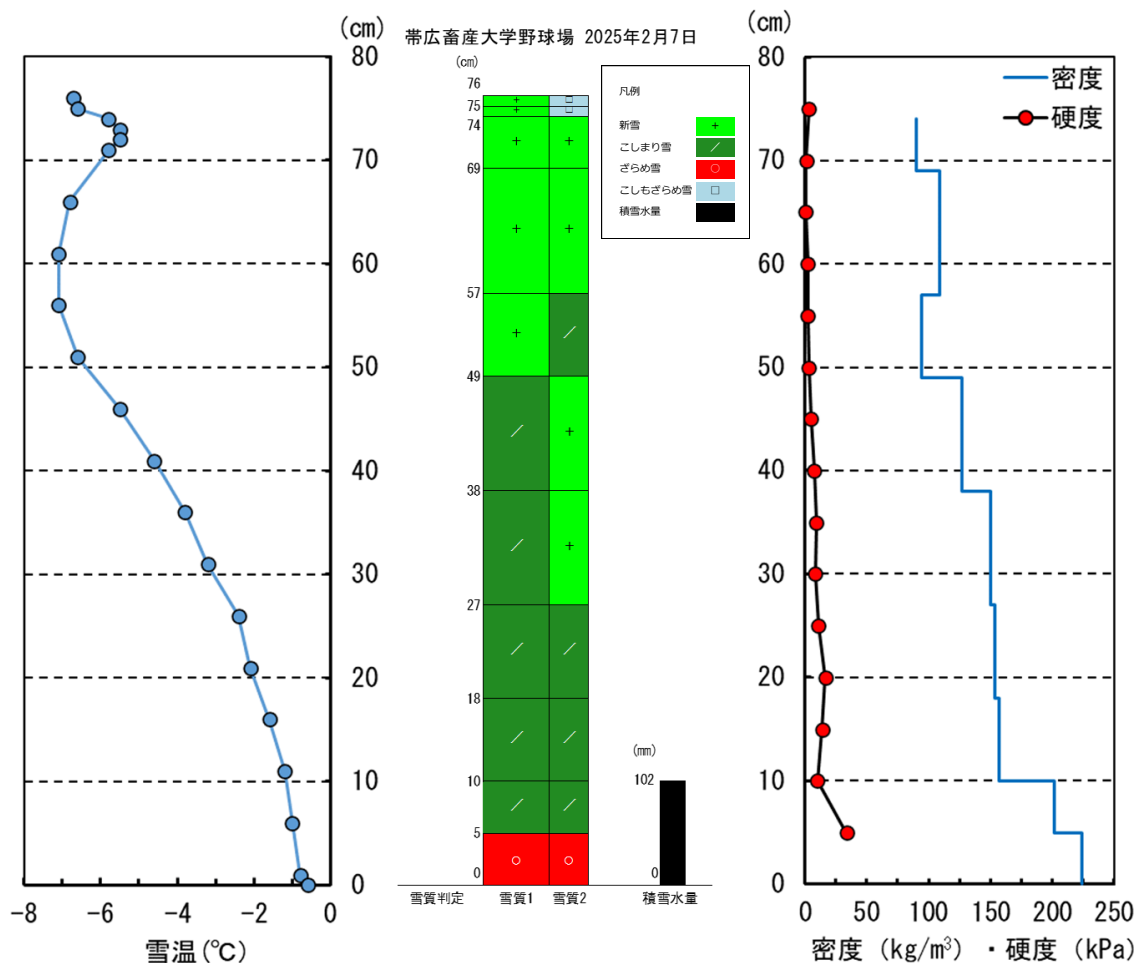 (cm)
80
70
60
50
40
30
20
10
0
-8
-6
-4
-2
0
雪温(℃)
帯広畜産大学野球場 2025年2月7日
(cm)
76
75
74
69
57
49
38
27
18
10
5
0
凡例
新雪
こしまり雪
ざらめ雪
こしもざらめ雪
積雪水量
(mm)
102
0
雪質判定 雪質1 雪質2 積雪水量
(cm)
80
70
60
50
40
30
20
10
0
密度
硬度
0 50 100 150 200 250
密度 (kg/m³) ・硬度 (kPa)